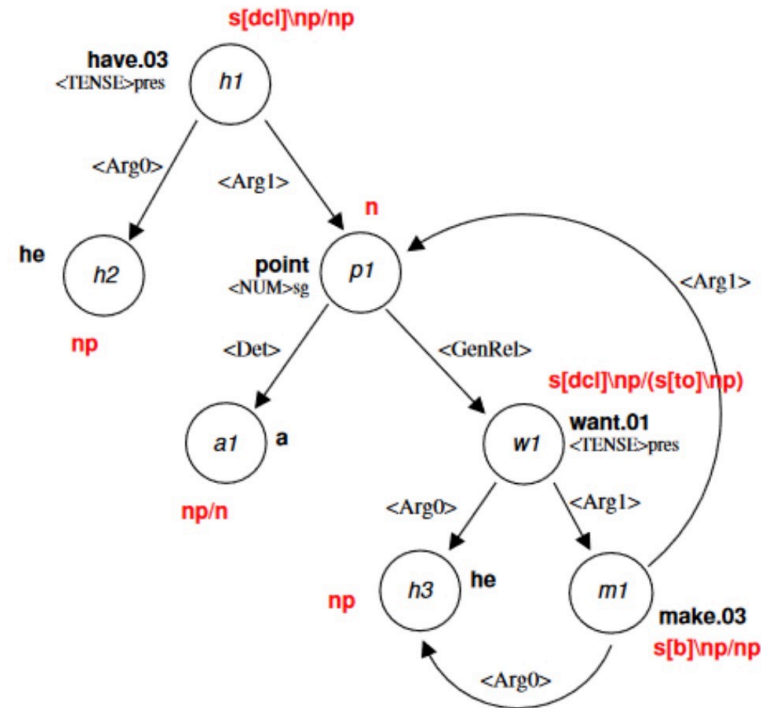 s[dcl]\np/np
have.03
<TENSE>pres
h1
<Arg0>
<Arg1>
n
he
h2
point
<NUM>sg
p1
<Arg1>
np
<Det>
<GenRel>
s[dcl]\np/(s[to]\np)
a1
a
w1
want.01
<TENSE>pres
np/n
<Arg0>
<Arg1>
np
h3
he
m1
make.03
s[b]\np/np
<Arg0>